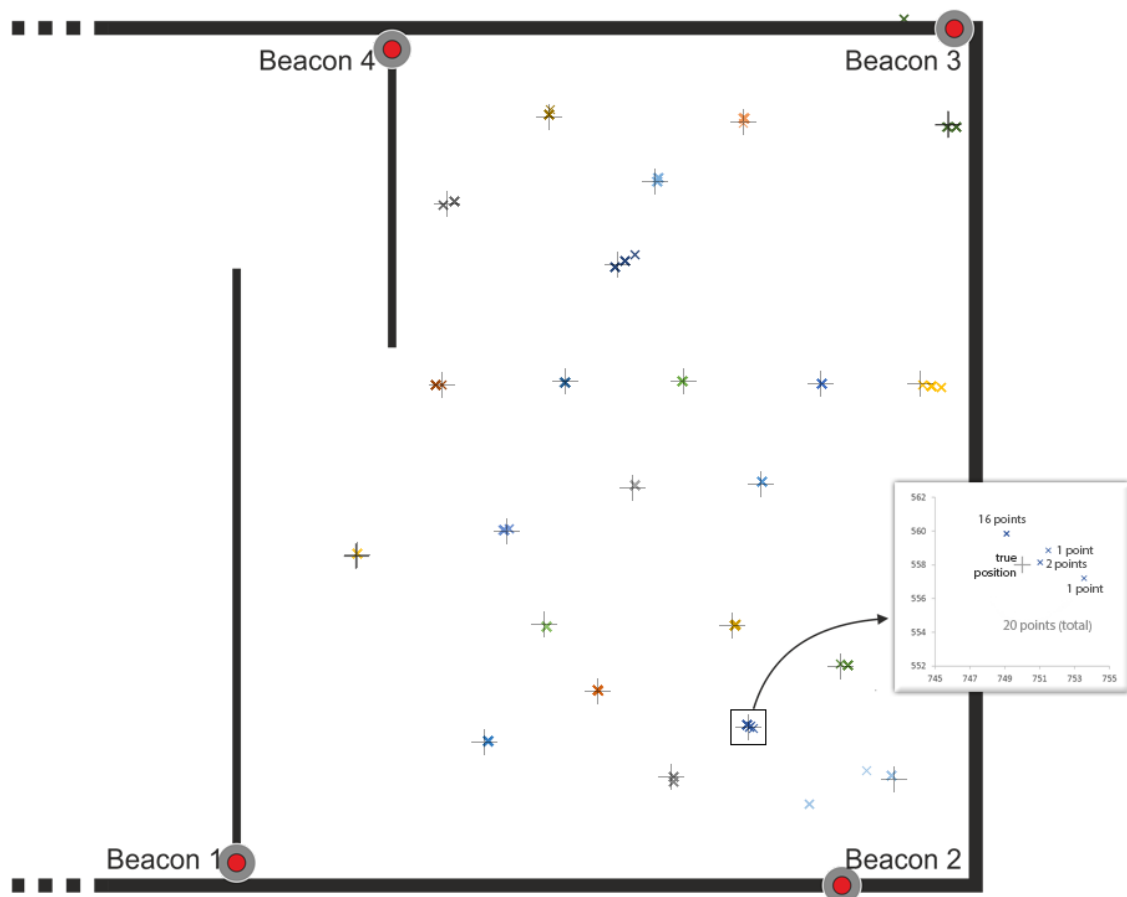 Beacon 4
Beacon 3
562
560
558
556
554
552
16 points
1 point
true
2 points
position
1 point
20 points (total)
745
747
749
751
753
755
Beacon 1
Beacon 2